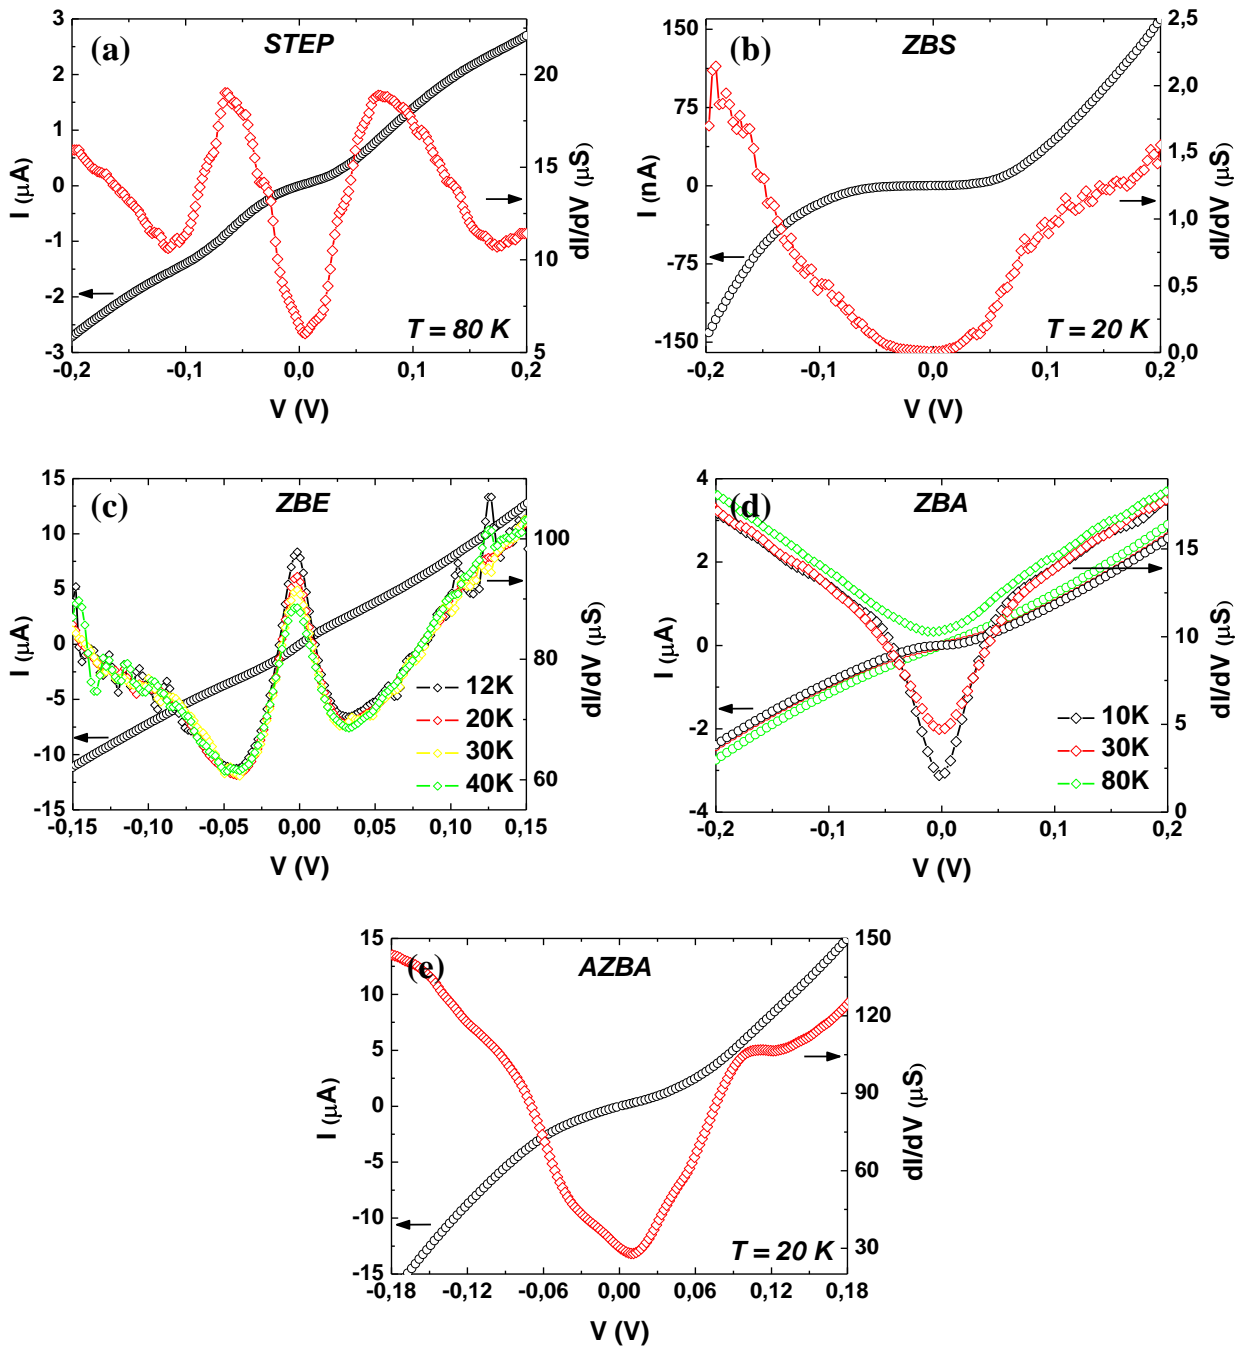 (a) STEP
3
2
1
0
-1
-2
-3
I (μA)
20
15
10
5
dI/dV (μS)
T = 80 K
-0,2 -0,1 0,0 0,1 0,2
V (V)
(b) ZBS
150
75
0
-75
-150
I (nA)
2,5
2,0
1,5
1,0
0,5
0,0
dI/dV (μS)
T = 20 K
-0,2 -0,1 0,0 0,1 0,2
V (V)
(c) ZBE
15
10
5
0
-5
-10
-15
I (μA)
100
80
60
dI/dV (μS)
12K
20K
30K
40K
-0,15 -0,10 -0,05 0,00 0,05 0,10 0,15
V (V)
(d) ZBA
4
2
0
-2
-4
I (μA)
15
10
5
0
dI/dV (μS)
10K
30K
80K
-0,2 -0,1 0,0 0,1 0,2
V (V)
(e) AZBA
15
10
5
0
-5
-10
-15
I (μA)
150
120
90
60
30
dI/dV (μS)
T = 20 K
-0,18 -0,12 -0,06 0,00 0,06 0,12 0,18
V (V)